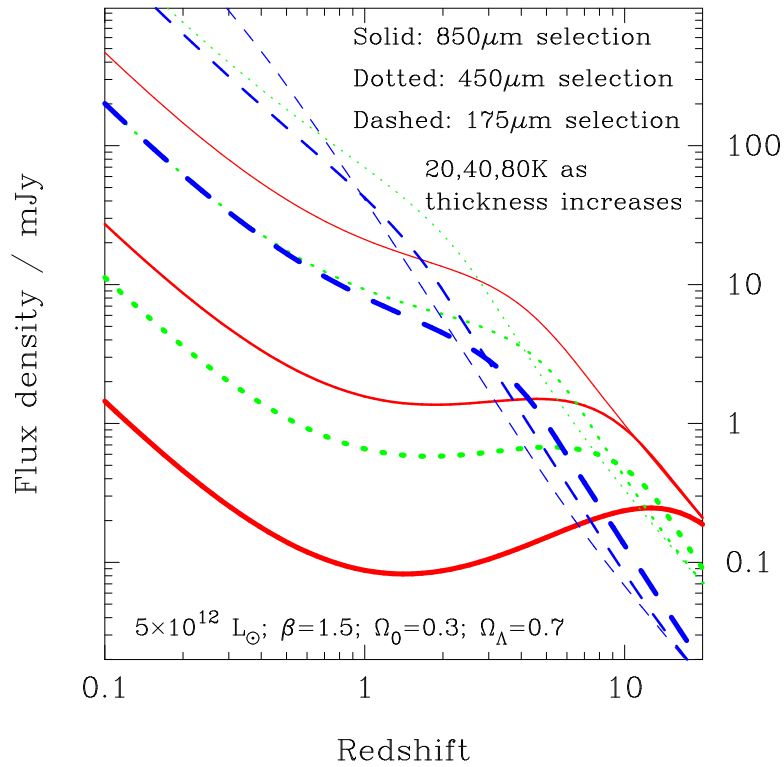 Solid: 850μm selection
Dotted: 450μm selection
Dashed: 175μm selection
20,40,80K as
thickness increases
100
10
1
0.1
Flux density / mJy
5×10¹² L⊙; β=1.5; Ω₀=0.3; Ω_Λ=0.7
0.1
1
10
Redshift